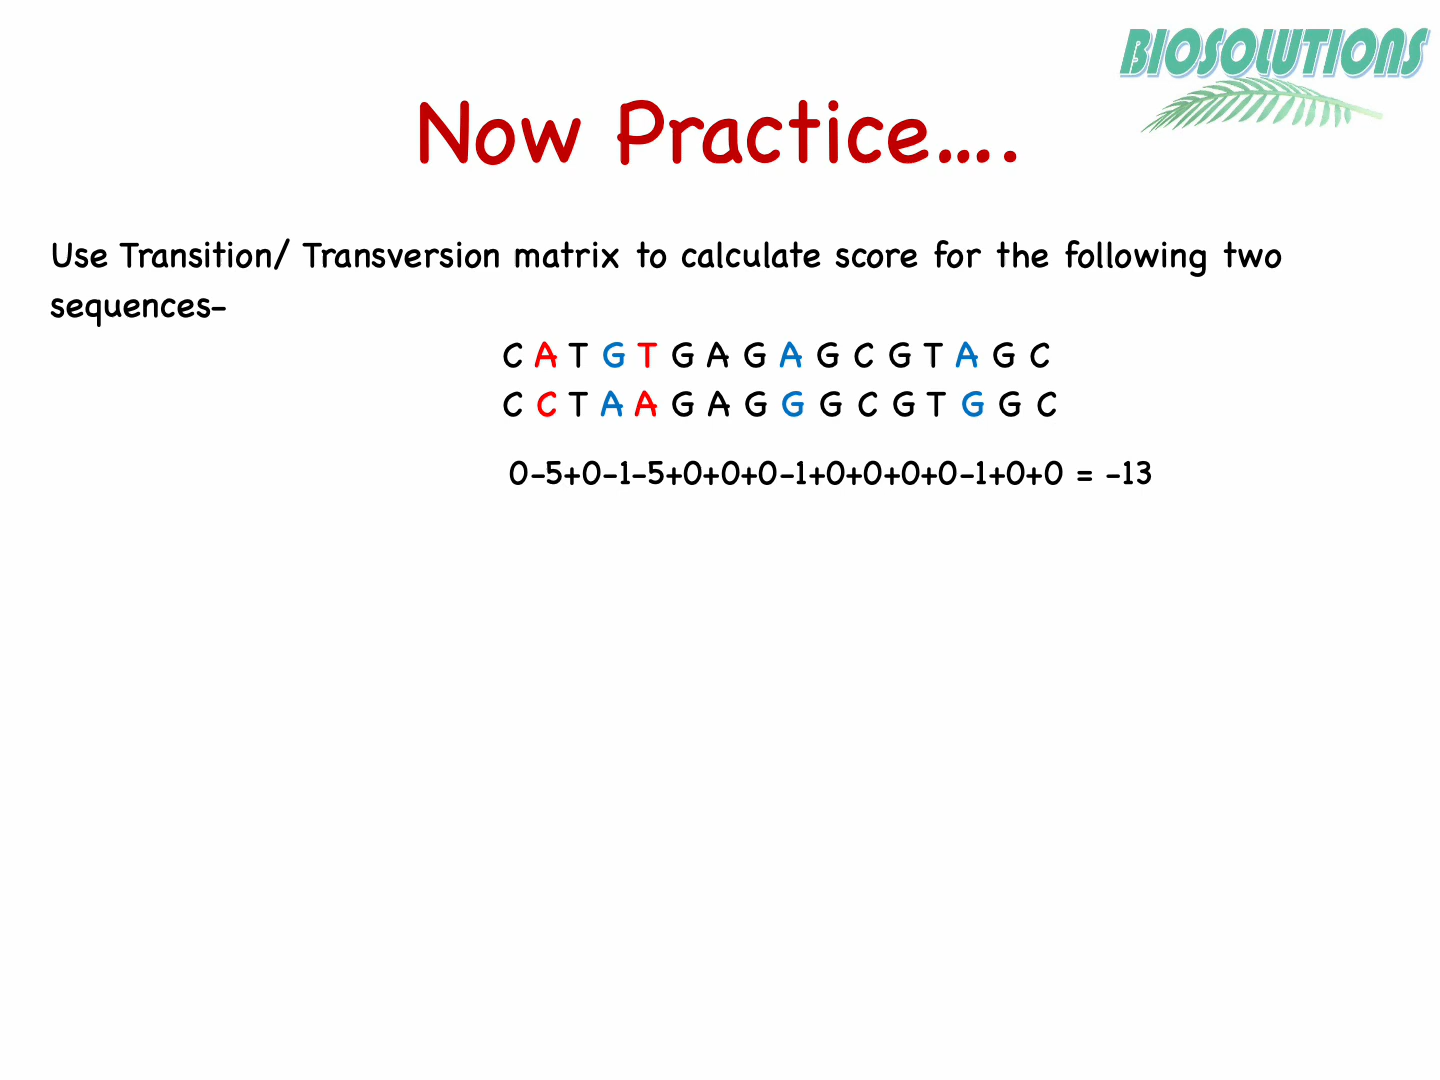 BIOSOLUTIONS
Now Practice....
Use Transition/ Transversion matrix to calculate score for the following two
sequences-
C A T G T G A G A G C G T A G C
C C T A A G A G G G C G T G G C
0-5+0-1-5+0+0+0-1+0+0+0+0-1+0+0 = -13